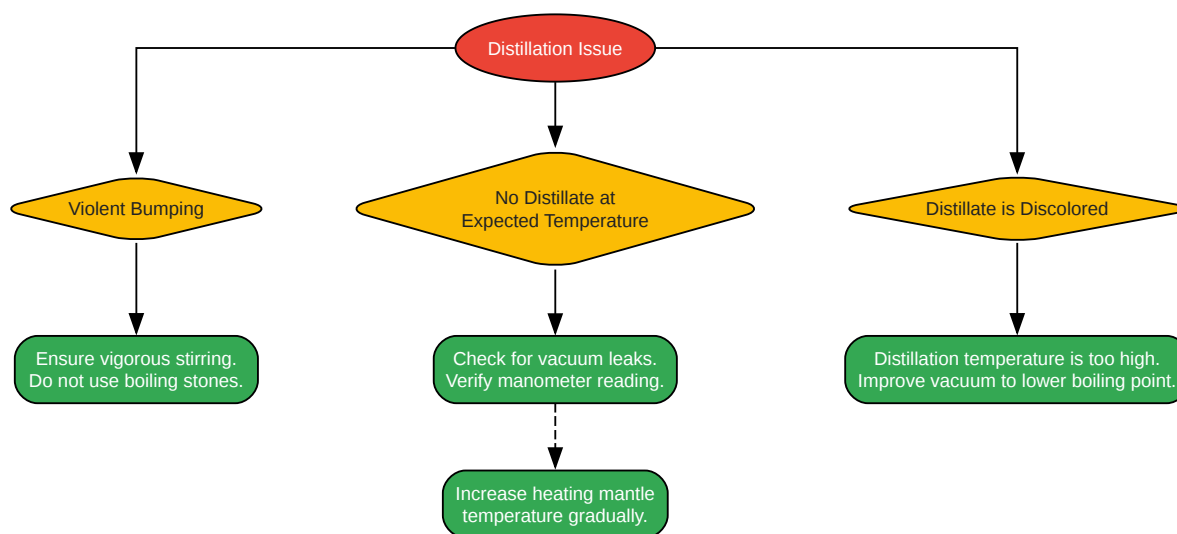 Distillation Issue
Violent Bumping
No Distillate at
Expected Temperature
Distillate is Discolored
Ensure vigorous stirring.
Do not use boiling stones.
Check for vacuum leaks.
Verify manometer reading.
Distillation temperature is too high.
Improve vacuum to lower boiling point.
Increase heating mantle
temperature gradually.